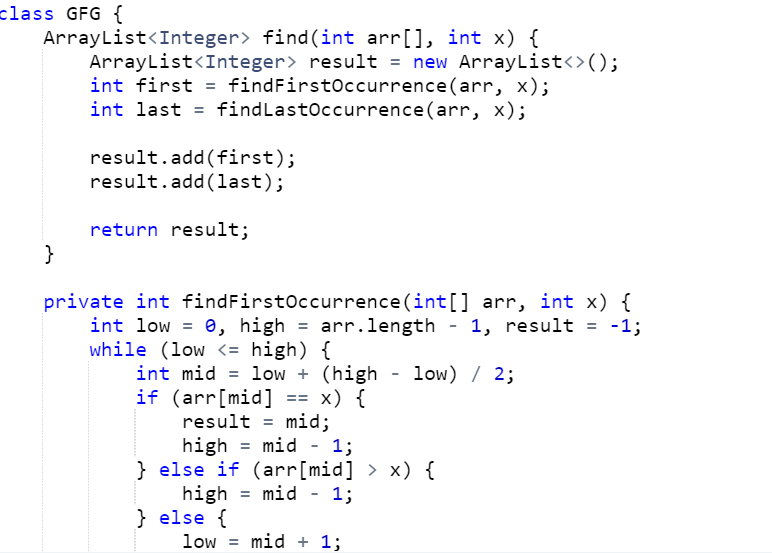 class GFG {
    ArrayList<Integer> find(int arr[], int x) {
        ArrayList<Integer> result = new ArrayList<>();
        int first = findFirstOccurrence(arr, x);
        int last = findLastOccurrence(arr, x);

        result.add(first);
        result.add(last);

        return result;
    }

    private int findFirstOccurrence(int[] arr, int x) {
        int low = 0, high = arr.length - 1, result = -1;
        while (low <= high) {
            int mid = low + (high - low) / 2;
            if (arr[mid] == x) {
                result = mid;
                high = mid - 1;
            } else if (arr[mid] > x) {
                high = mid - 1;
            } else {
                low = mid + 1;